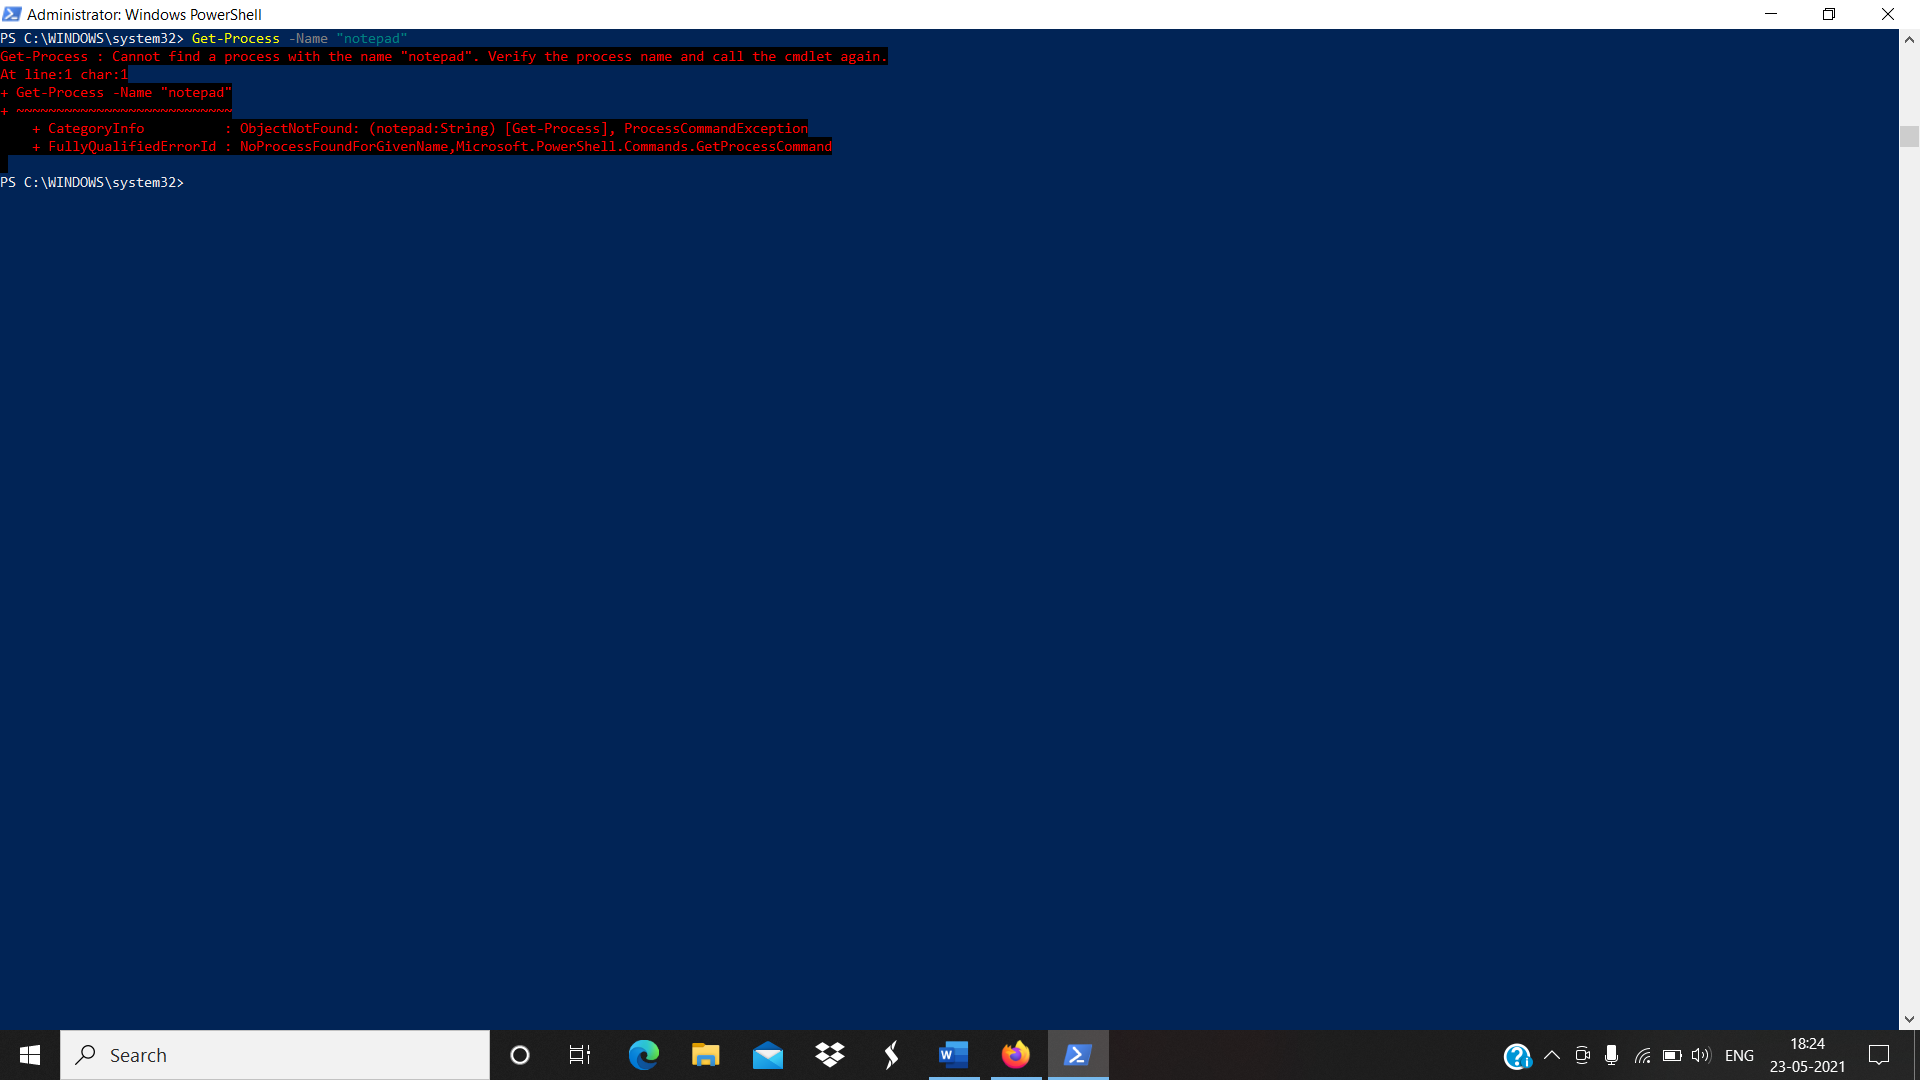 Administrator: Windows PowerShell
PS C:\WINDOWS\system32> Get-Process -Name "notepad"
Get-Process : Cannot find a process with the name "notepad". Verify the process name and call the cmdlet again.
At line:1 char:1
+ Get-Process -Name "notepad"
+ ~~~~~~~~~~~~~~~~~~~~~~~~~~~
    + CategoryInfo          : ObjectNotFound: (notepad:String) [Get-Process], ProcessCommandException
    + FullyQualifiedErrorId : NoProcessFoundForGivenName,Microsoft.PowerShell.Commands.GetProcessCommand
PS C:\WINDOWS\system32>
Search
ENG
18:24
23-05-2021